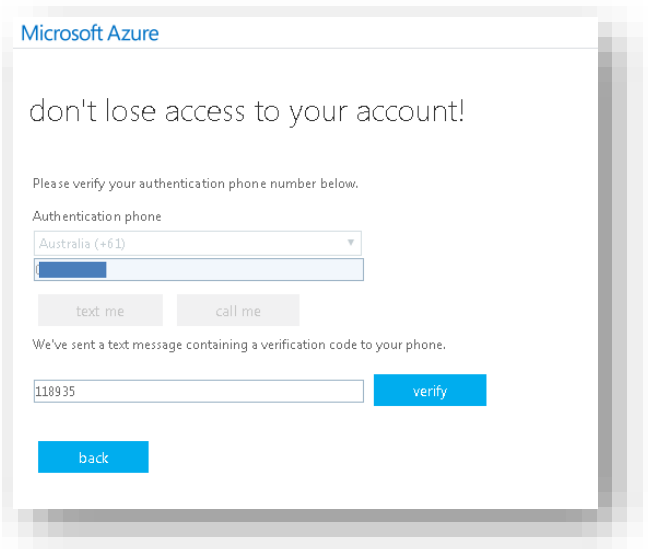 Microsoft Azure
don't lose access to your account!
Please verify your authentication phone number below.
Authentication phone
Australia (+61)
text me call me
We've sent a text message containing a verification code to your phone.
118935 verify
back